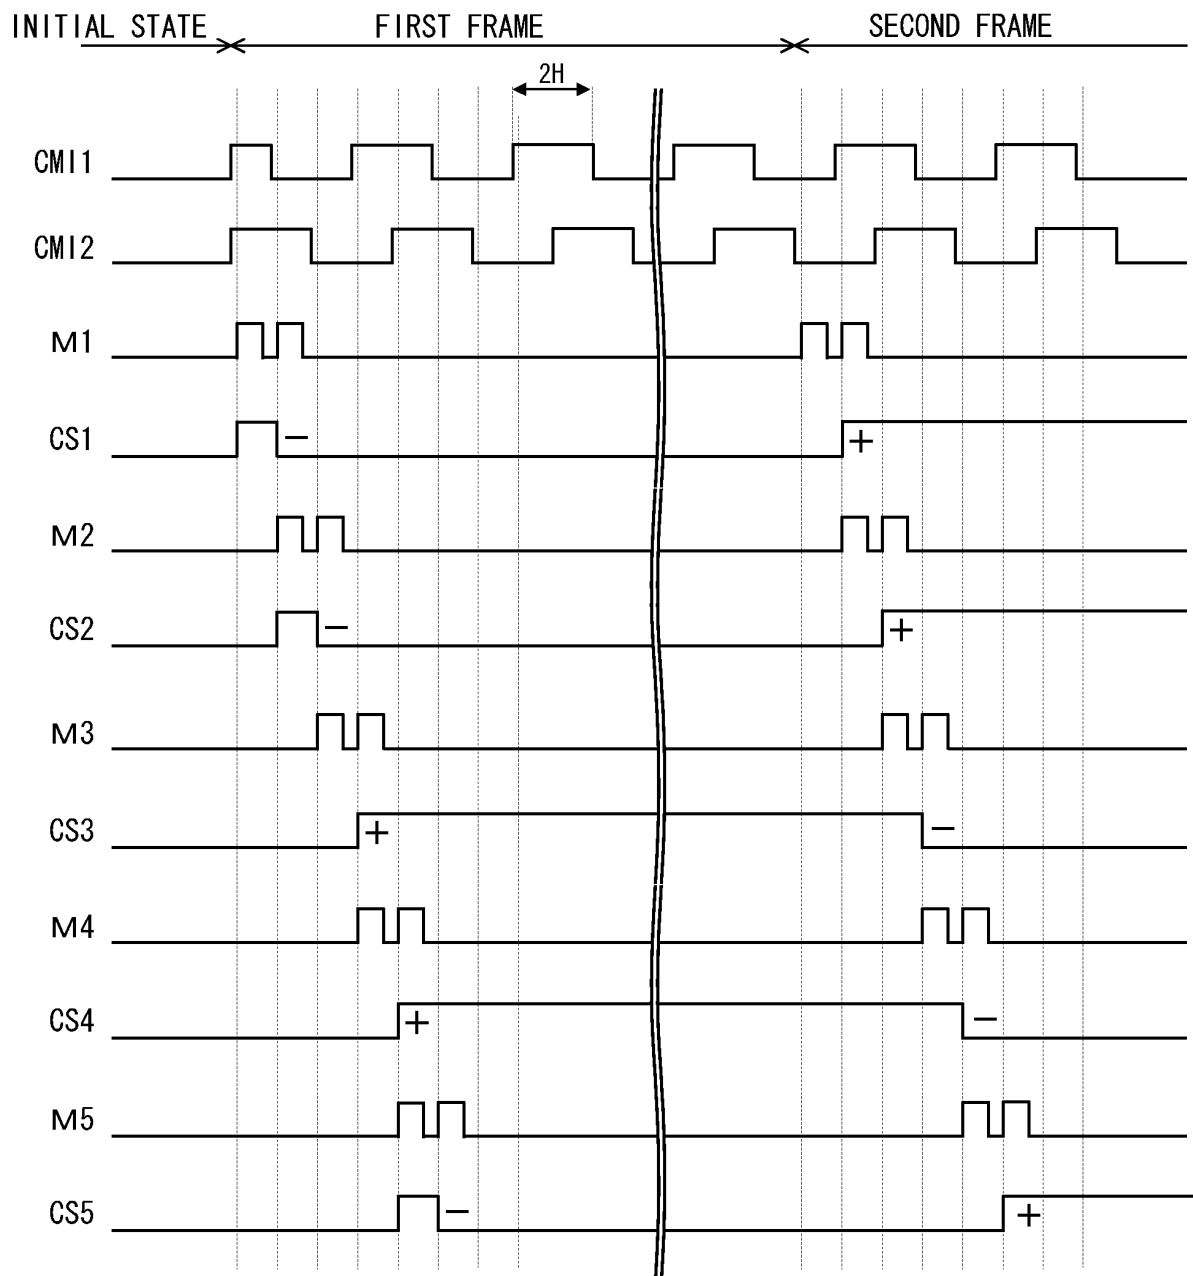 INITIAL STATE FIRST FRAME SECOND FRAME
2H
CMI1
CMI2
M1
CS1 − +
M2
CS2 − +
M3
CS3 + −
M4
CS4 + −
M5
CS5 − +